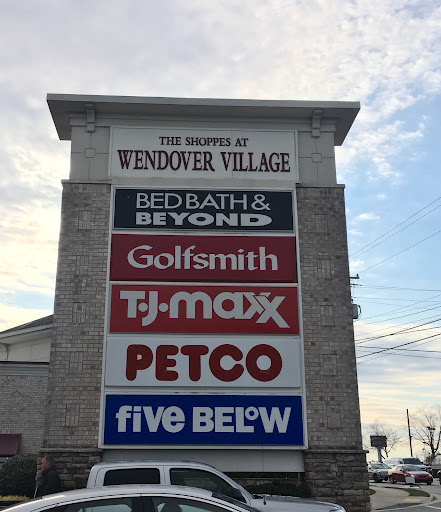 THE SHOPPES AT
WENDOVER VILLAGE
BED BATH &
BEYOND
Golfsmith
T.J.maxx
PETCO
five BELOW